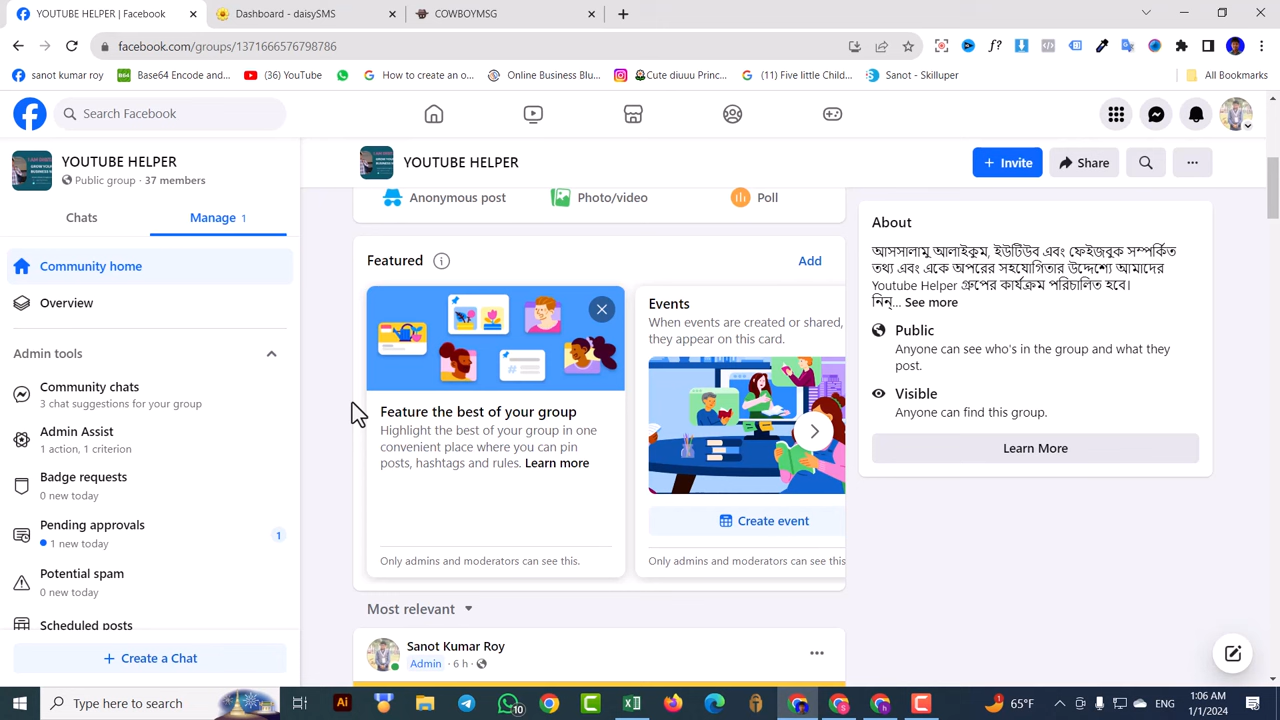 YOUTUBE HELPER | Facebook
Dashboard - daisySMS
COWBOYMSG
facebook.com/groups/1371666576798786
sanot kumar roy
Base64 Encode and...
(36) YouTube
How to create an o...
Online Business Blu...
Cute diuuu Princ...
(11) Five little Child...
Sanot - Skilluper
All Bookmarks
Search Facebook
YOUTUBE HELPER
Public group · 37 members
Chats
Manage 1
Community home
Overview
Admin tools
Community chats
3 chat suggestions for your group
Admin Assist
1 action, 1 criterion
Badge requests
0 new today
Pending approvals
1 new today
1
Potential spam
0 new today
Scheduled posts
+ Create a Chat
YOUTUBE HELPER
+ Invite
Share
Anonymous post
Photo/video
Poll
Featured
Add
Feature the best of your group
Highlight the best of your group in one
convenient place where you can pin
posts, hashtags and rules. Learn more
Only admins and moderators can see this.
Events
When events are created or shared,
they appear on this card.
Create event
Only admins and moderators can see this
Most relevant
Sanot Kumar Roy
Admin · 6 h ·
About
আসসালামু আলাইকুম, ইউটিউব এবং ফেইজবুক সম্পর্কিত
তথ্য এবং একে অপরের সহযোগিতার উদ্দেশ্যে আমাদের
Youtube Helper গ্রুপের কার্যক্রম পরিচালিত হবে।
নিন্... See more
Public
Anyone can see who's in the group and what they
post.
Visible
Anyone can find this group.
Learn More
Type here to search
10
65°F
ENG
1:06 AM
1/1/2024